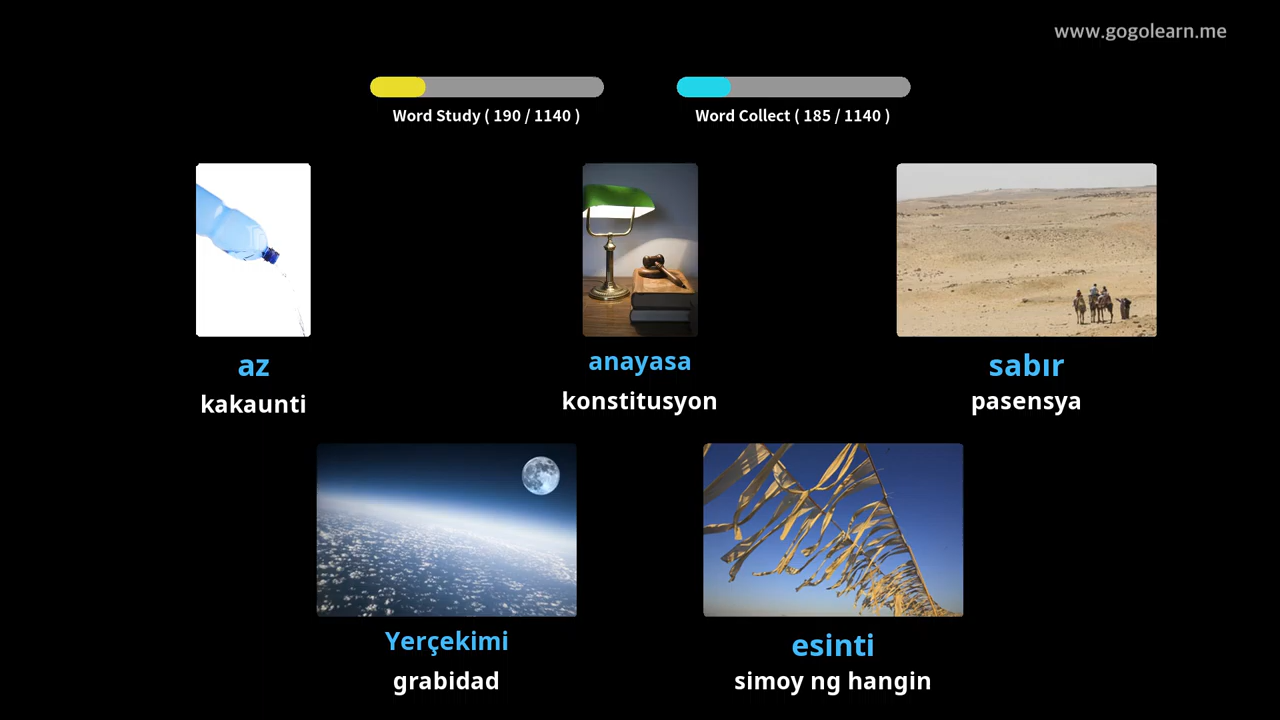 www.gogolearn.me
Word Study ( 190 / 1140 )
Word Collect ( 185 / 1140 )
az
kakaunti
anayasa
konstitusyon
sabır
pasensya
Yerçekimi
grabidad
esinti
simoy ng hangin